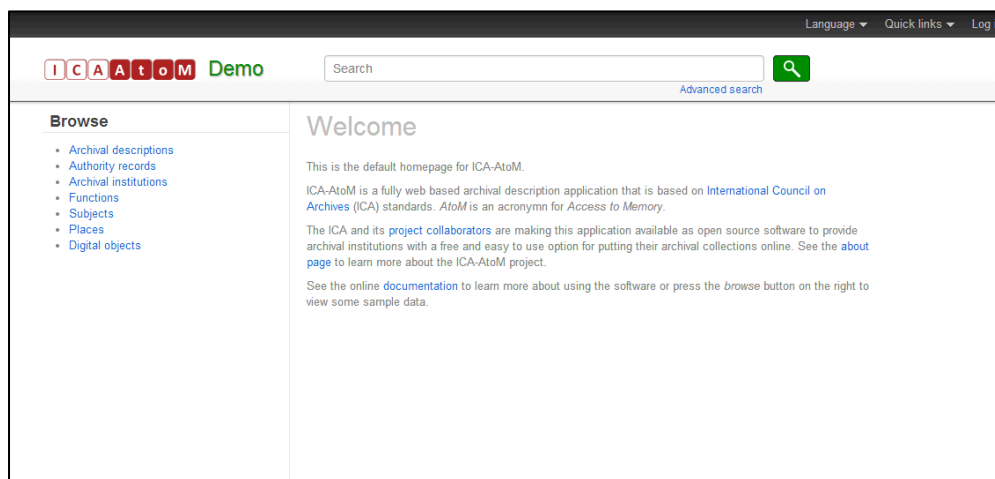 Language Quick links Log
ICAAtoM Demo
Search
Advanced search
Browse
Archival descriptions
Authority records
Archival institutions
Functions
Subjects
Places
Digital objects
Welcome
This is the default homepage for ICA-AtoM.
ICA-AtoM is a fully web based archival description application that is based on International Council on
Archives (ICA) standards. AtoM is an acronymn for Access to Memory.
The ICA and its project collaborators are making this application available as open source software to provide
archival institutions with a free and easy to use option for putting their archival collections online. See the about
page to learn more about the ICA-AtoM project.
See the online documentation to learn more about using the software or press the browse button on the right to
view some sample data.